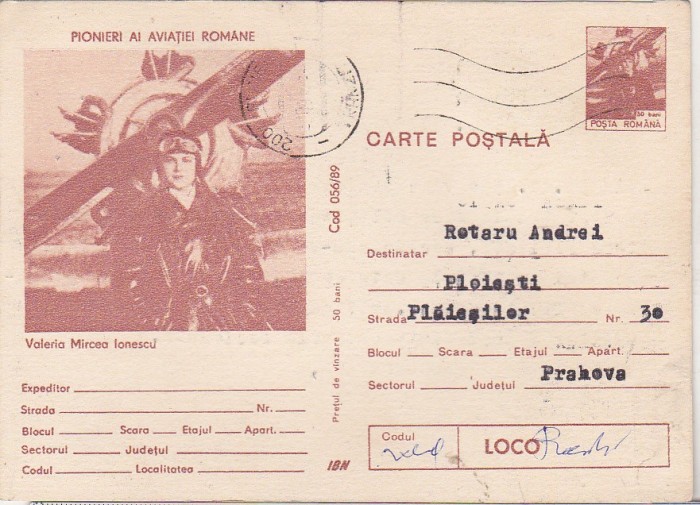 PIONIERI AI AVIAȚIEI ROMÂNE
Valeria Mircea Ionescu
Expeditor
Strada Nr.
Blocul Scara Etajul Apart.
Sectorul Județul
Codul Localitatea
Prețul de vînzare 50 bani
Cod 056/89
IBN
50 bani
POȘTA ROMÂNĂ
CARTE POȘTALĂ
Rotaru Andrei
Destinatar
Ploiești
Strada Plăieșilor Nr. 30
Blocul Scara Etajul Apart.
Prahova
Sectorul Județul
Codul
LOCO